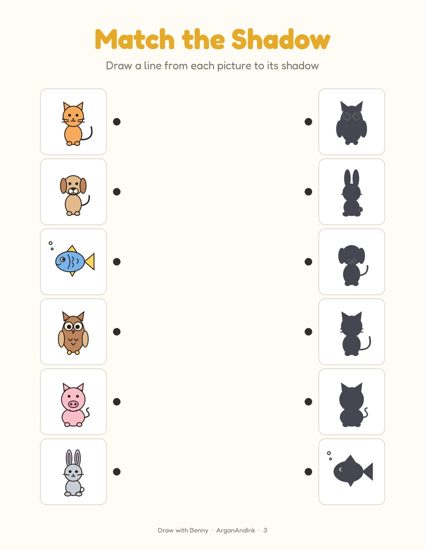 Match the Shadow
Draw a line from each picture to its shadow
Draw with Benny · ArganAndInk · 3